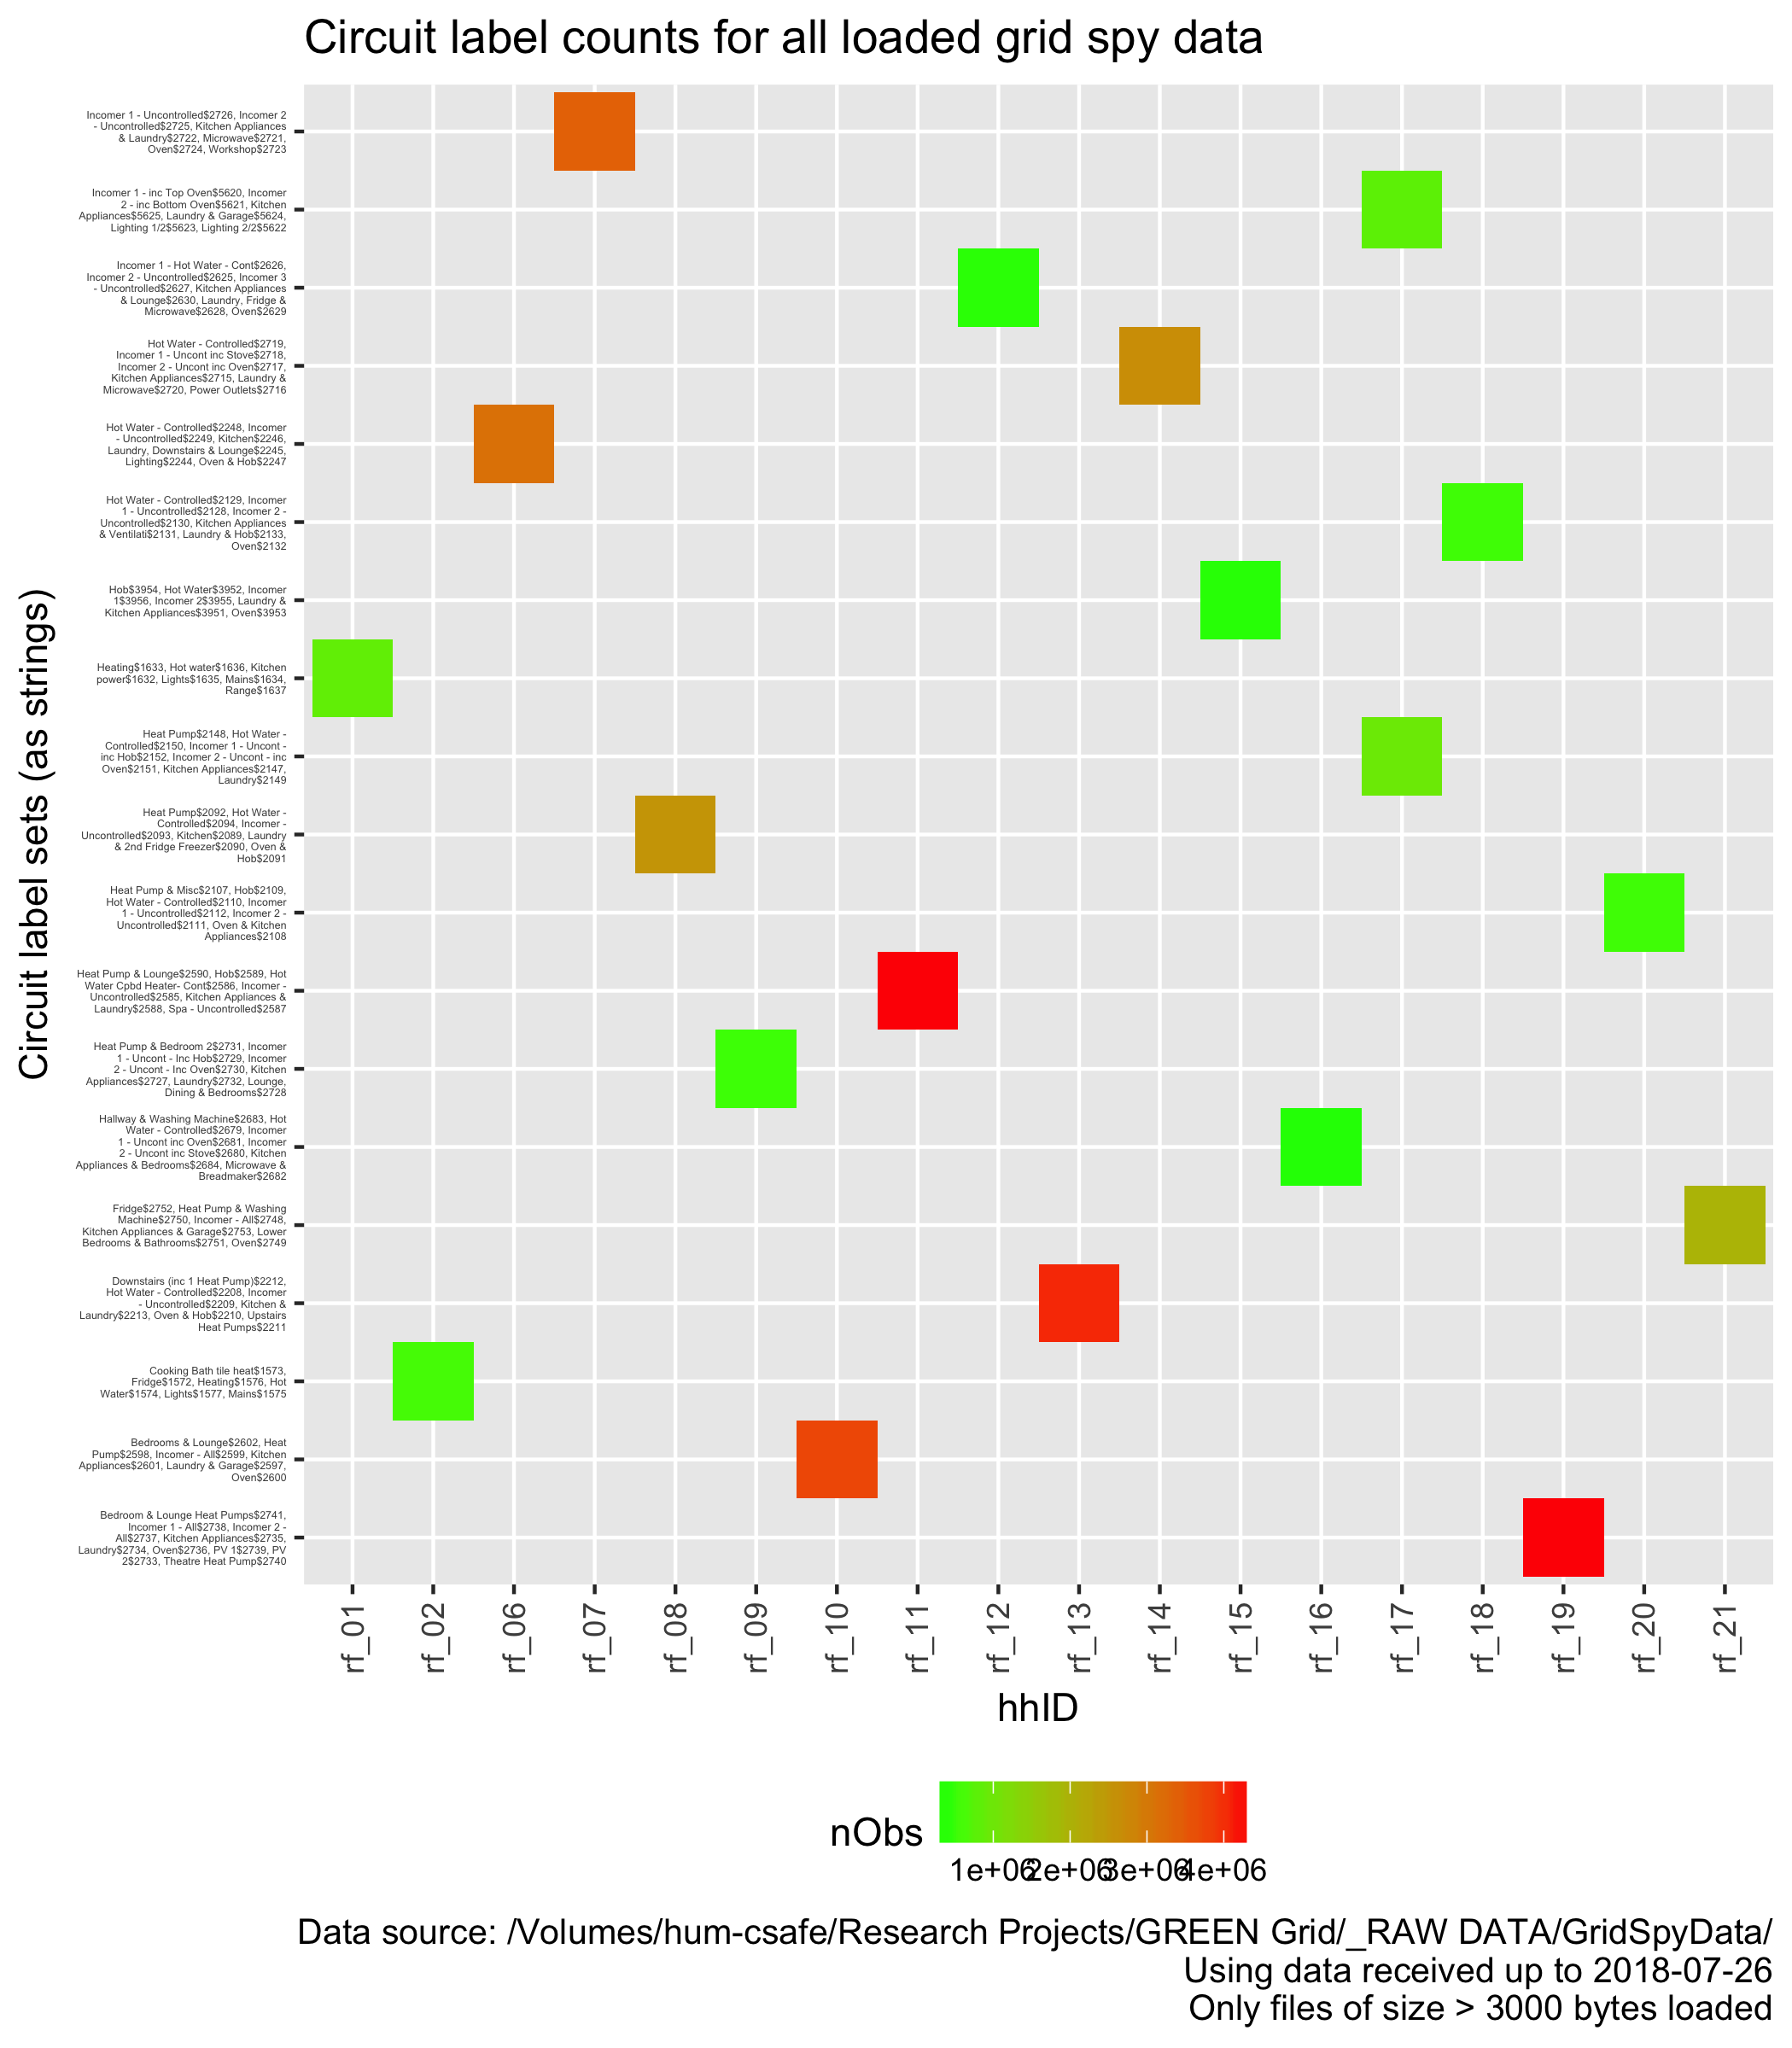 Circuit label counts for all loaded grid spy data
Circuit label sets (as strings)
Incomer 1 - Uncontrolled$2726, Incomer 2
- Uncontrolled$2725, Kitchen Appliances
& Laundry$2722, Microwave$2721,
Oven$2724, Workshop$2723
Incomer 1 - inc Top Oven$5620, Incomer
2 - inc Bottom Oven$5621, Kitchen
Appliances$5625, Laundry & Garage$5624,
Lighting 1/2$5623, Lighting 2/2$5622
Incomer 1 - Hot Water - Cont$2626,
Incomer 2 - Uncontrolled$2625, Incomer 3
- Uncontrolled$2627, Kitchen Appliances
& Lounge$2630, Laundry, Fridge &
Microwave$2628, Oven$2629
Hot Water - Controlled$2719,
Incomer 1 - Uncont inc Stove$2718,
Incomer 2 - Uncont inc Oven$2717,
Kitchen Appliances$2715, Laundry &
Microwave$2720, Power Outlets$2716
Hot Water - Controlled$2248, Incomer
- Uncontrolled$2249, Kitchen$2246,
Laundry, Downstairs & Lounge$2245,
Lighting$2244, Oven & Hob$2247
Hot Water - Controlled$2129, Incomer
1 - Uncontrolled$2128, Incomer 2 -
Uncontrolled$2130, Kitchen Appliances
& Ventilati$2131, Laundry & Hob$2133,
Oven$2132
Hob$3954, Hot Water$3952, Incomer
1$3956, Incomer 2$3955, Laundry &
Kitchen Appliances$3951, Oven$3953
Heating$1633, Hot water$1636, Kitchen
power$1632, Lights$1635, Mains$1634,
Range$1637
Heat Pump$2148, Hot Water -
Controlled$2150, Incomer 1 - Uncont -
inc Hob$2152, Incomer 2 - Uncont - inc
Oven$2151, Kitchen Appliances$2147,
Laundry$2149
Heat Pump$2092, Hot Water -
Controlled$2094, Incomer -
Uncontrolled$2093, Kitchen$2089, Laundry
& 2nd Fridge Freezer$2090, Oven &
Hob$2091
Heat Pump & Misc$2107, Hob$2109,
Hot Water - Controlled$2110, Incomer
1 - Uncontrolled$2112, Incomer 2 -
Uncontrolled$2111, Oven & Kitchen
Appliances$2108
Heat Pump & Lounge$2590, Hob$2589, Hot
Water Cpbd Heater- Cont$2586, Incomer -
Uncontrolled$2585, Kitchen Appliances &
Laundry$2588, Spa - Uncontrolled$2587
Heat Pump & Bedroom 2$2731, Incomer
1 - Uncont - Inc Hob$2729, Incomer
2 - Uncont - Inc Oven$2730, Kitchen
Appliances$2727, Laundry$2732, Lounge,
Dining & Bedrooms$2728
Hallway & Washing Machine$2683, Hot
Water - Controlled$2679, Incomer
1 - Uncont inc Oven$2681, Incomer
2 - Uncont inc Stove$2680, Kitchen
Appliances & Bedrooms$2684, Microwave &
Breadmaker$2682
Fridge$2752, Heat Pump & Washing
Machine$2750, Incomer - All$2748,
Kitchen Appliances & Garage$2753, Lower
Bedrooms & Bathrooms$2751, Oven$2749
Downstairs (inc 1 Heat Pump)$2212,
Hot Water - Controlled$2208, Incomer
- Uncontrolled$2209, Kitchen &
Laundry$2213, Oven & Hob$2210, Upstairs
Heat Pumps$2211
Cooking Bath tile heat$1573,
Fridge$1572, Heating$1576, Hot
Water$1574, Lights$1577, Mains$1575
Bedrooms & Lounge$2602, Heat
Pump$2598, Incomer - All$2599, Kitchen
Appliances$2601, Laundry & Garage$2597,
Oven$2600
Bedroom & Lounge Heat Pumps$2741,
Incomer 1 - All$2738, Incomer 2 -
All$2737, Kitchen Appliances$2735,
Laundry$2734, Oven$2736, PV 1$2739, PV
2$2733, Theatre Heat Pump$2740
rf_01 rf_02 rf_06 rf_07 rf_08 rf_09 rf_10 rf_11 rf_12 rf_13 rf_14 rf_15 rf_16 rf_17 rf_18 rf_19 rf_20 rf_21
hhID
nObs
1e+06 2e+06 3e+06 4e+06
Data source: /Volumes/hum-csafe/Research Projects/GREEN Grid/_RAW DATA/GridSpyData/
Using data received up to 2018-07-26
Only files of size > 3000 bytes loaded